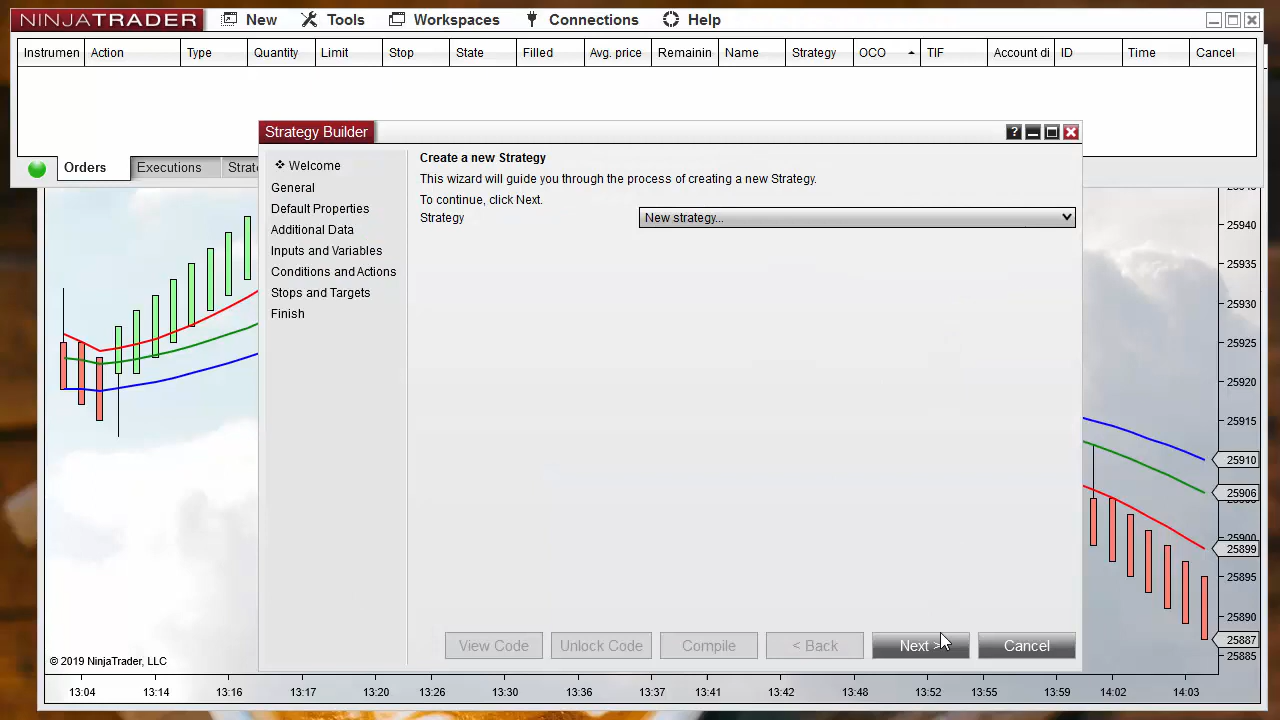 NINJATRADER New Tools Workspaces Connections Help
Instrumen Action Type Quantity Limit Stop State Filled Avg. price Remainin Name Strategy OCO TIF Account di ID Time Cancel
Orders Executions Strate
Strategy Builder
?
Welcome
General
Default Properties
Additional Data
Inputs and Variables
Conditions and Actions
Stops and Targets
Finish
Create a new Strategy
This wizard will guide you through the process of creating a new Strategy.
To continue, click Next.
Strategy New strategy...
View Code Unlock Code Compile < Back Next > Cancel
25940
25935
25930
25925
25920
25915
25910
25906
25900
25899
25895
25890
25887
25885
© 2019 NinjaTrader, LLC
13:04 13:14 13:16 13:17 13:20 13:26 13:36 13:37 13:41 13:42 13:48 13:52 13:55 13:59 14:02 14:03